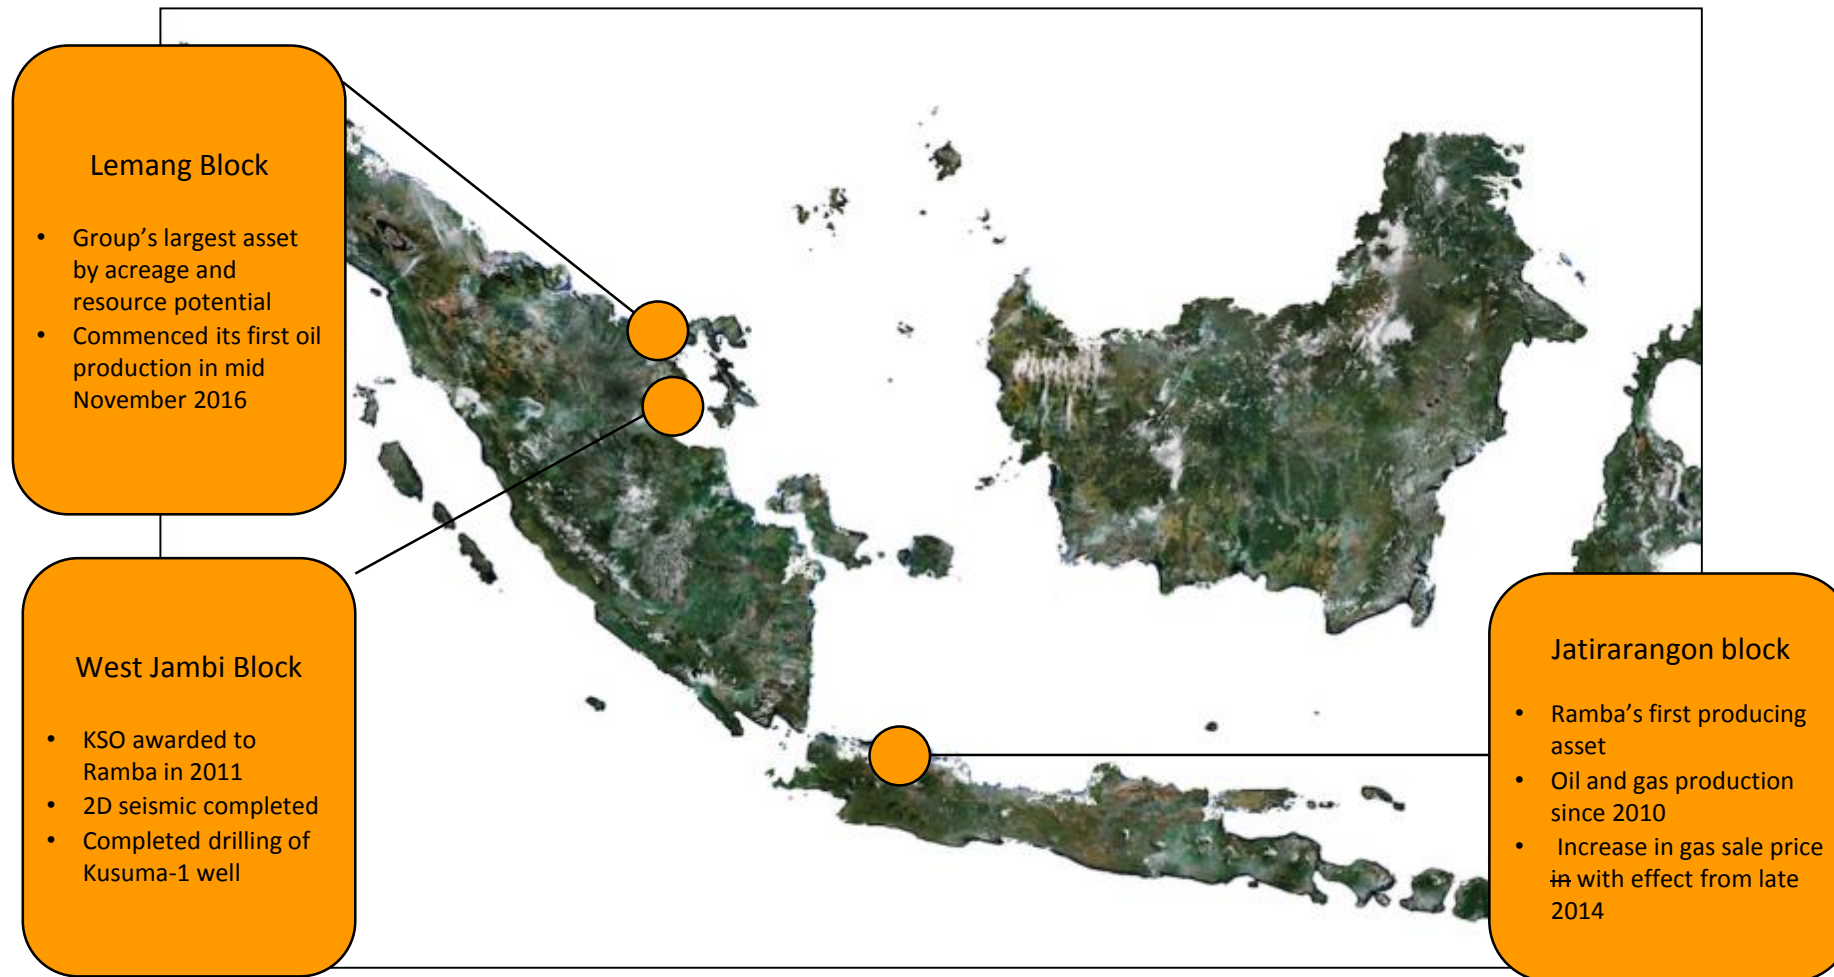 Lemang Block
• Group's largest asset
by acreage and
resource potential
• Commenced its first oil
production in mid
November 2016
West Jambi Block
• KSO awarded to
Ramba in 2011
• 2D seismic completed
• Completed drilling of
Kusuma-1 well
Jatirarangon block
• Ramba's first producing
asset
• Oil and gas production
since 2010
• Increase in gas sale price
in with effect from late
2014